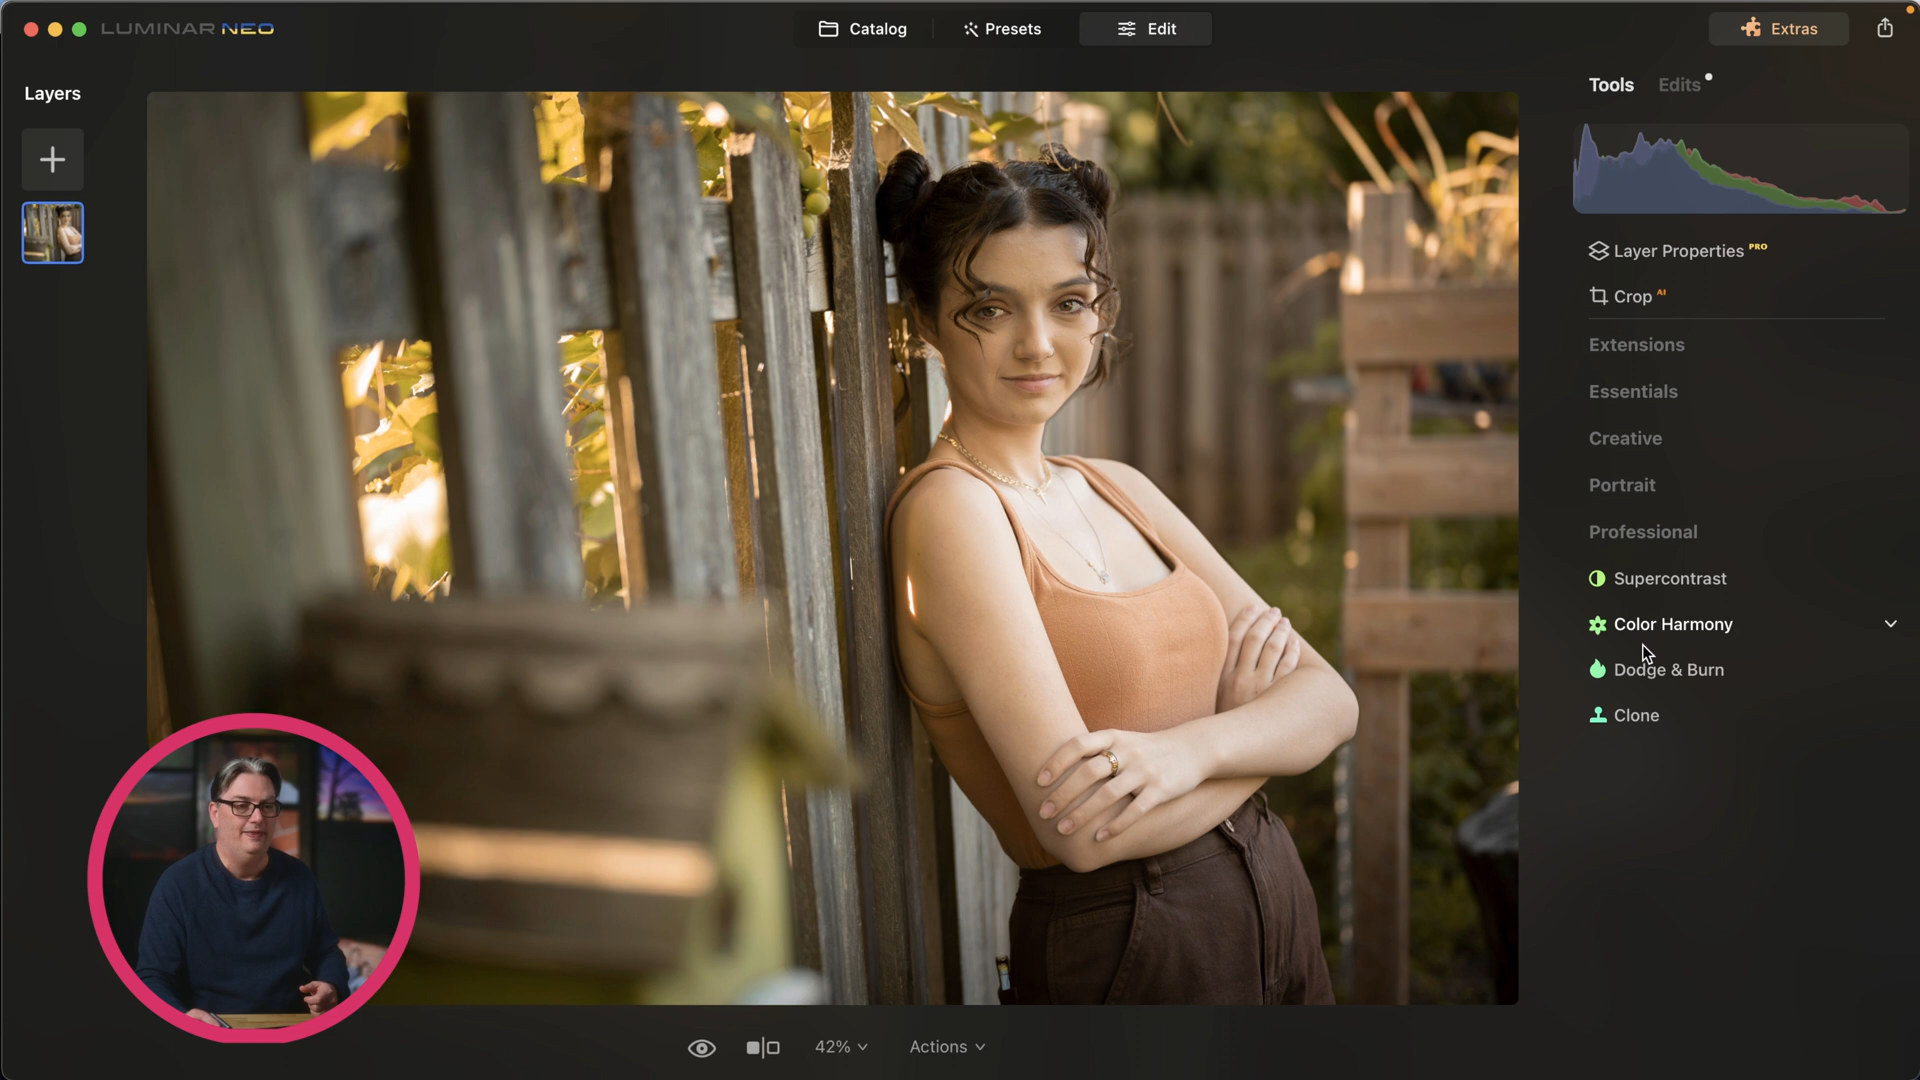 LUMINAR NEO
Catalog
Presets
Edit
Extras
Layers
Tools
Edits
Layer Properties PRO
Crop AI
Extensions
Essentials
Creative
Portrait
Professional
Supercontrast
Color Harmony
Dodge & Burn
Clone
42%
Actions